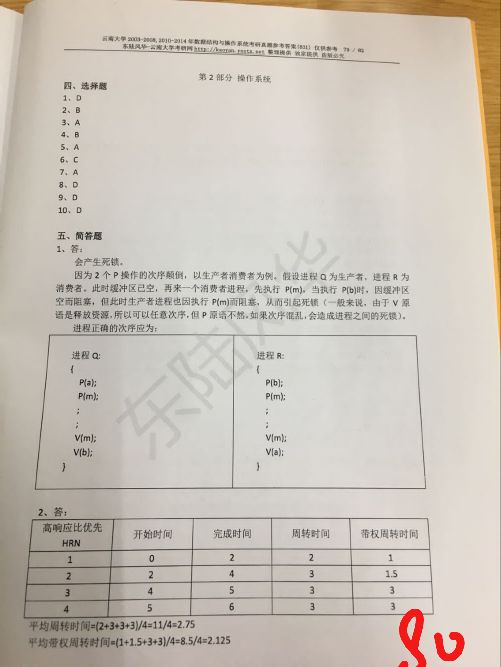 云南大学 2003-2008,2010-2014 年数据结构与操作系统考研真题参考答案(831) 仅供参考 79 / 82
东陆风华-云南大学考研网 整理提供 独家提供 盗版必究
第 2 部分 操作系统
四、选择题
1、D
2、B
3、A
4、B
5、A
6、C
7、A
8、D
9、D
10、D
五、简答题
1、答:
会产生死锁。
因为 2 个 P 操作的次序颠倒，以生产者消费者为例。假设进程 Q 为生产者，进程 R 为
消费者。此时缓冲区已空，再来一个消费者进程，先执行 P(m)，当执行 P(b)时，因缓冲区
空而阻塞，但此时生产者进程也因执行 P(m)而阻塞，从而引起死锁（一般来说，由于 V 原
语是释放资源，所以可以任意次序，但 P 原语不然。如果次序混乱，会造成进程之间的死锁）。
进程正确的次序应为：
进程 Q:
{
P(a);
P(m);
;
;
V(m);
V(b);
}
进程 R:
{
P(b);
P(m);
;
;
V(m);
V(a);
}
2、答:
高响应比优先 HRN 开始时间 完成时间 周转时间 带权周转时间
1 0 2 2 1
2 2 4 3 1.5
3 4 5 3 3
4 5 6 3 3
平均周转时间=(2+3+3+3)/4=11/4=2.75
平均带权周转时间=(1+1.5+3+3)/4=8.5/4=2.125
东陆风华
80